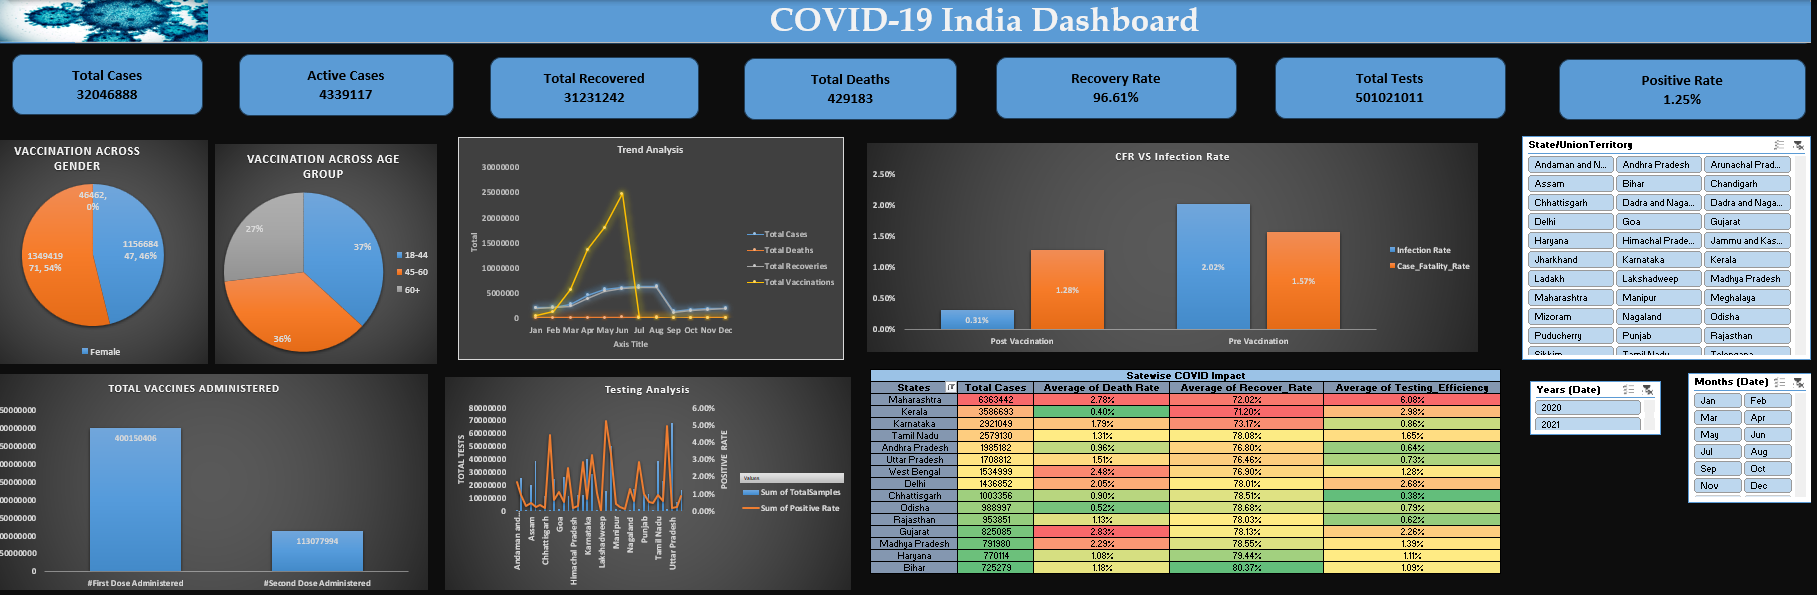 COVID-19 India Dashboard
Total Cases
32046888
Active Cases
4339117
Total Recovered
31231242
Total Deaths
429183
Recovery Rate
96.61%
Total Tests
501021011
Positive Rate
1.25%
VACCINATION ACROSS
GENDER
46462,
0%
1156684
47, 46%
1349419
71, 54%
Female
VACCINATION ACROSS AGE
GROUP
27%
37%
36%
18-44
45-60
60+
Trend Analysis
30000000
25000000
20000000
15000000
10000000
5000000
0
Total
Jan Feb Mar Apr May Jun Jul Aug Sep Oct Nov Dec
Axis Title
Total Cases
Total Deaths
Total Recoveries
Total Vaccinations
CFR VS Infection Rate
2.50%
2.00%
1.50%
1.00%
0.50%
0.00%
0.31%
1.28%
2.02%
1.57%
Post Vaccination
Pre Vaccination
Infection Rate
Case_Fatality_Rate
State/UnionTerritory
Andaman and N... Andhra Pradesh Arunachal Prad...
Assam Bihar Chandigarh
Chhattisgarh Dadra and Naga... Dadra and Naga...
Delhi Goa Gujarat
Haryana Himachal Prade... Jammu and Kas...
Jharkhand Karnataka Kerala
Ladakh Lakshadweep Madhya Pradesh
Maharashtra Manipur Meghalaya
Mizoram Nagaland Odisha
Puducherry Punjab Rajasthan
Sikkim Tamil Nadu Telangana
TOTAL VACCINES ADMINISTERED
50000000
00000000
50000000
00000000
50000000
00000000
50000000
00000000
50000000
0
400150406
113077994
#First Dose Administered
#Second Dose Administered
Testing Analysis
80000000
70000000
60000000
50000000
40000000
30000000
20000000
10000000
0
TOTAL TESTS
6.00%
5.00%
4.00%
3.00%
2.00%
1.00%
0.00%
POSITIVE RATE
Andaman and...
Assam
Chhattisgarh
Goa
Himachal Pradesh
Karnataka
Lakshadweep
Manipur
Nagaland
Punjab
Tamil Nadu
Uttar Pradesh
Values
Sum of TotalSamples
Sum of Positive Rate
Satewise COVID Impact
States Total Cases Average of Death Rate Average of Recover_Rate Average of Testing_Efficiency
Maharashtra 6363442 2.78% 72.02% 6.08%
Kerala 3586693 0.40% 71.20% 2.98%
Karnataka 2921049 1.79% 73.17% 0.86%
Tamil Nadu 2579130 1.31% 78.08% 1.65%
Andhra Pradesh 1985182 0.96% 76.80% 0.64%
Uttar Pradesh 1708812 1.51% 76.46% 0.73%
West Bengal 1534999 2.48% 76.90% 1.28%
Delhi 1436852 2.05% 78.01% 2.68%
Chhattisgarh 1003356 0.90% 78.51% 0.38%
Odisha 988997 0.52% 78.68% 0.79%
Rajasthan 953851 1.13% 78.03% 0.62%
Gujarat 825085 2.83% 78.13% 2.26%
Madhya Pradesh 791980 2.29% 78.55% 1.39%
Haryana 770114 1.08% 79.44% 1.11%
Bihar 725279 1.18% 80.37% 1.09%
Years (Date)
2020
2021
Months (Date)
Jan Feb
Mar Apr
May Jun
Jul Aug
Sep Oct
Nov Dec